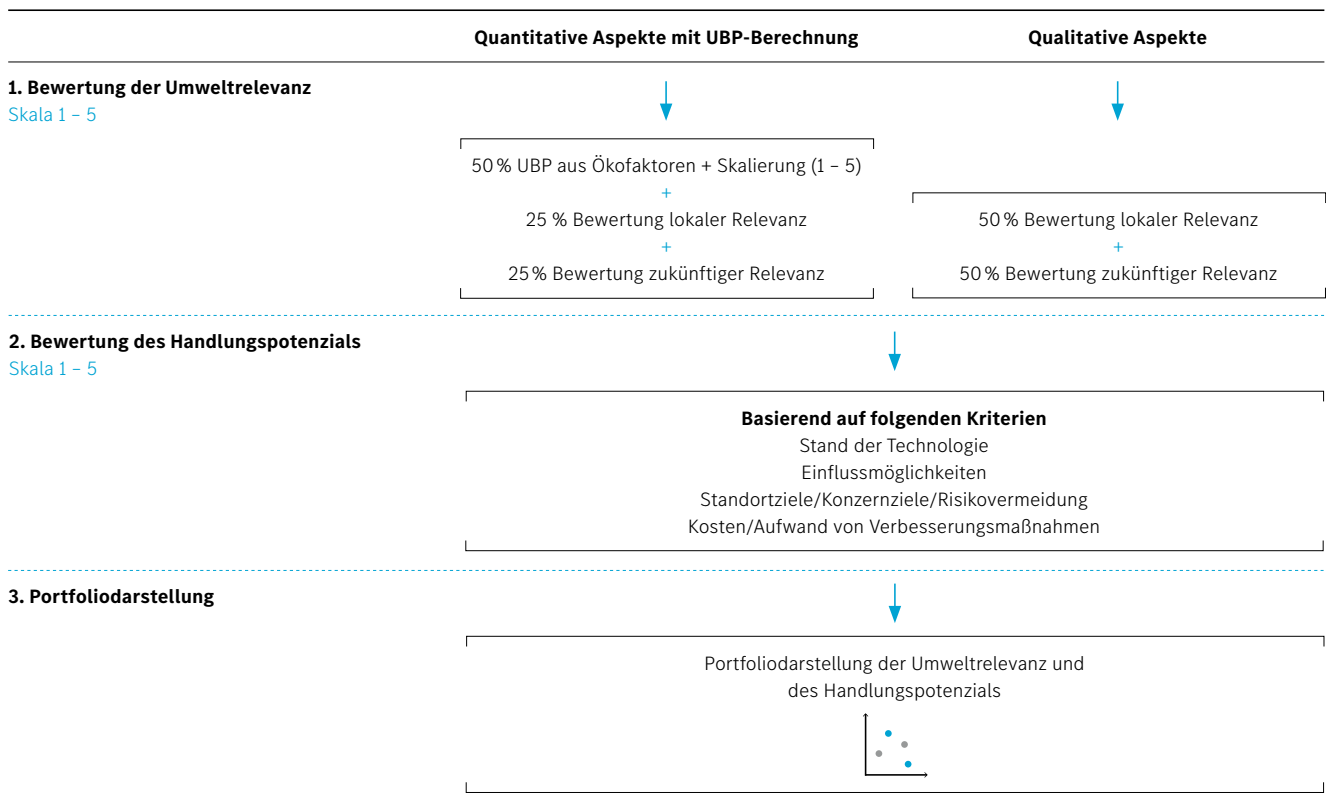 Quantitative Aspekte mit UBP-Berechnung
Qualitative Aspekte
1. Bewertung der Umweltrelevanz
Skala 1 – 5
50 % UBP aus Ökofaktoren + Skalierung (1 – 5)
+
25 % Bewertung lokaler Relevanz
+
25 % Bewertung zukünftiger Relevanz
50 % Bewertung lokaler Relevanz
+
50 % Bewertung zukünftiger Relevanz
2. Bewertung des Handlungspotenzials
Skala 1 – 5
Basierend auf folgenden Kriterien
Stand der Technologie
Einflussmöglichkeiten
Standortziele/Konzernziele/Risikovermeidung
Kosten/Aufwand von Verbesserungsmaßnahmen
3. Portfoliodarstellung
Portfoliodarstellung der Umweltrelevanz und
des Handlungspotenzials